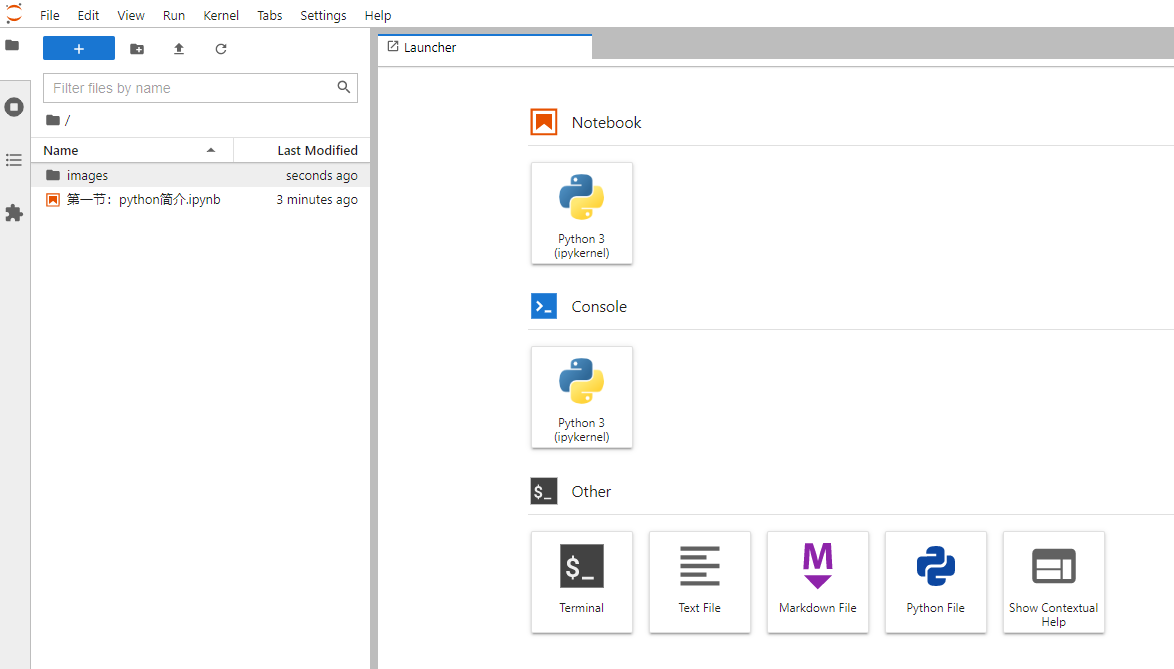 File Edit View Run Kernel Tabs Settings Help
Launcher
Filter files by name
/
Name Last Modified
images seconds ago
第一节：python简介.ipynb 3 minutes ago
Notebook
Python 3
(ipykernel)
Console
Python 3
(ipykernel)
$_ Other
$_
Terminal
Text File
M
Markdown File
Python File
Show Contextual
Help